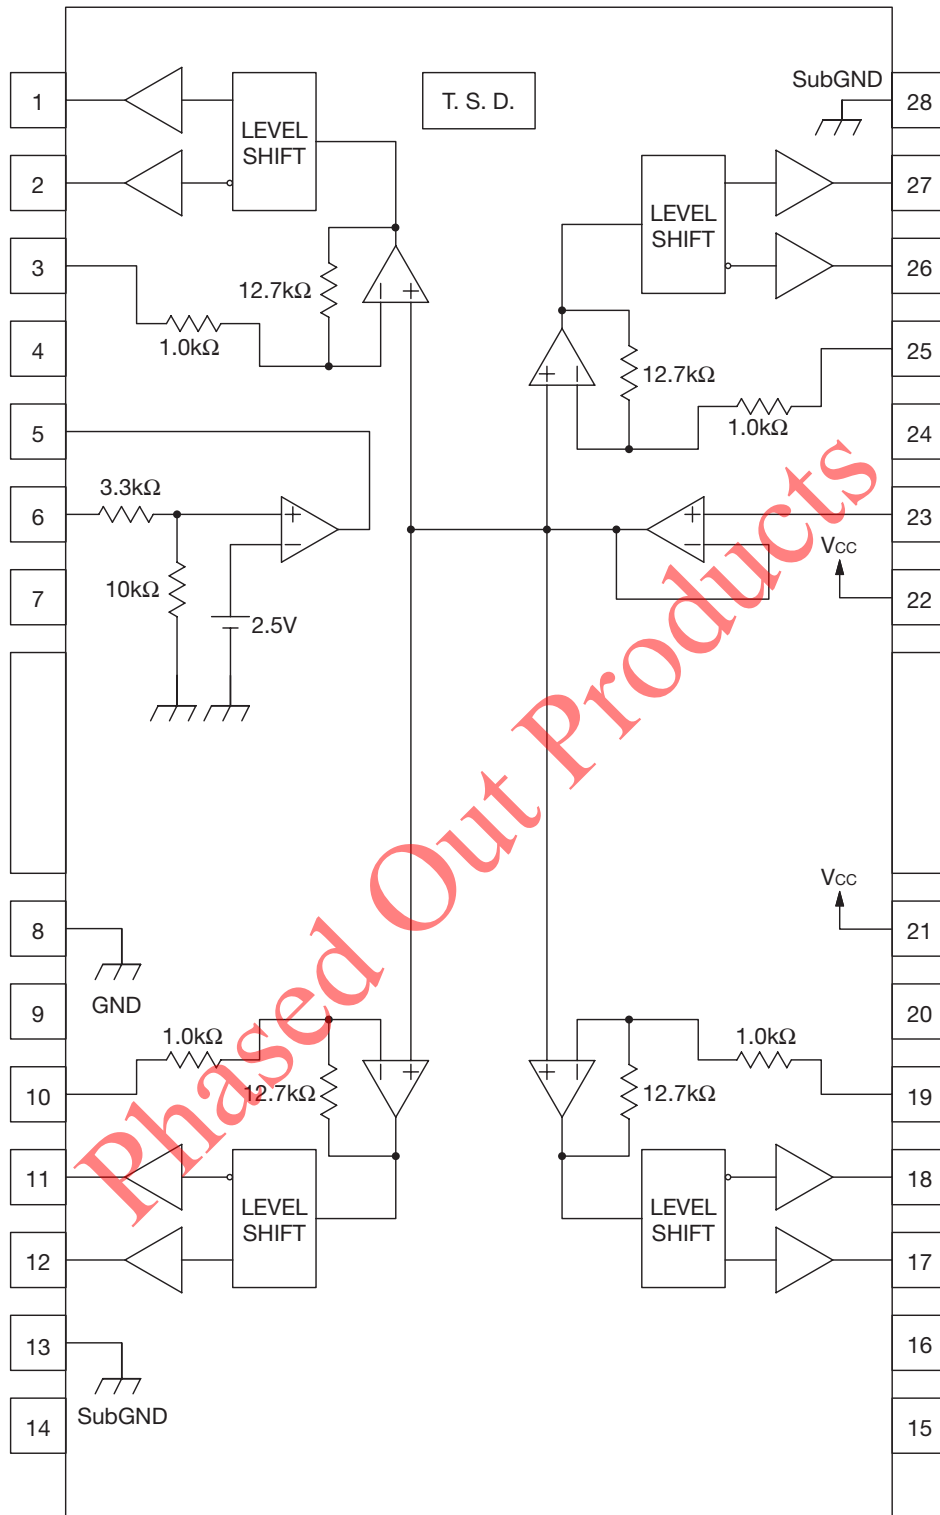 T. S. D.
SubGND
1
28
LEVEL
SHIFT
2
27
LEVEL
SHIFT
3
26
12.7kΩ
− +
1.0kΩ
4
25
+ −
12.7kΩ
1.0kΩ
5
24
3.3kΩ
6
+
−
23
+
−
VCC
10kΩ
7
22
2.5V
VCC
8
21
GND
9
20
1.0kΩ
1.0kΩ
10
12.7kΩ
− +
+ −
12.7kΩ
19
11
18
LEVEL
SHIFT
LEVEL
SHIFT
12
17
13
16
SubGND
14
15
Phased Out Products